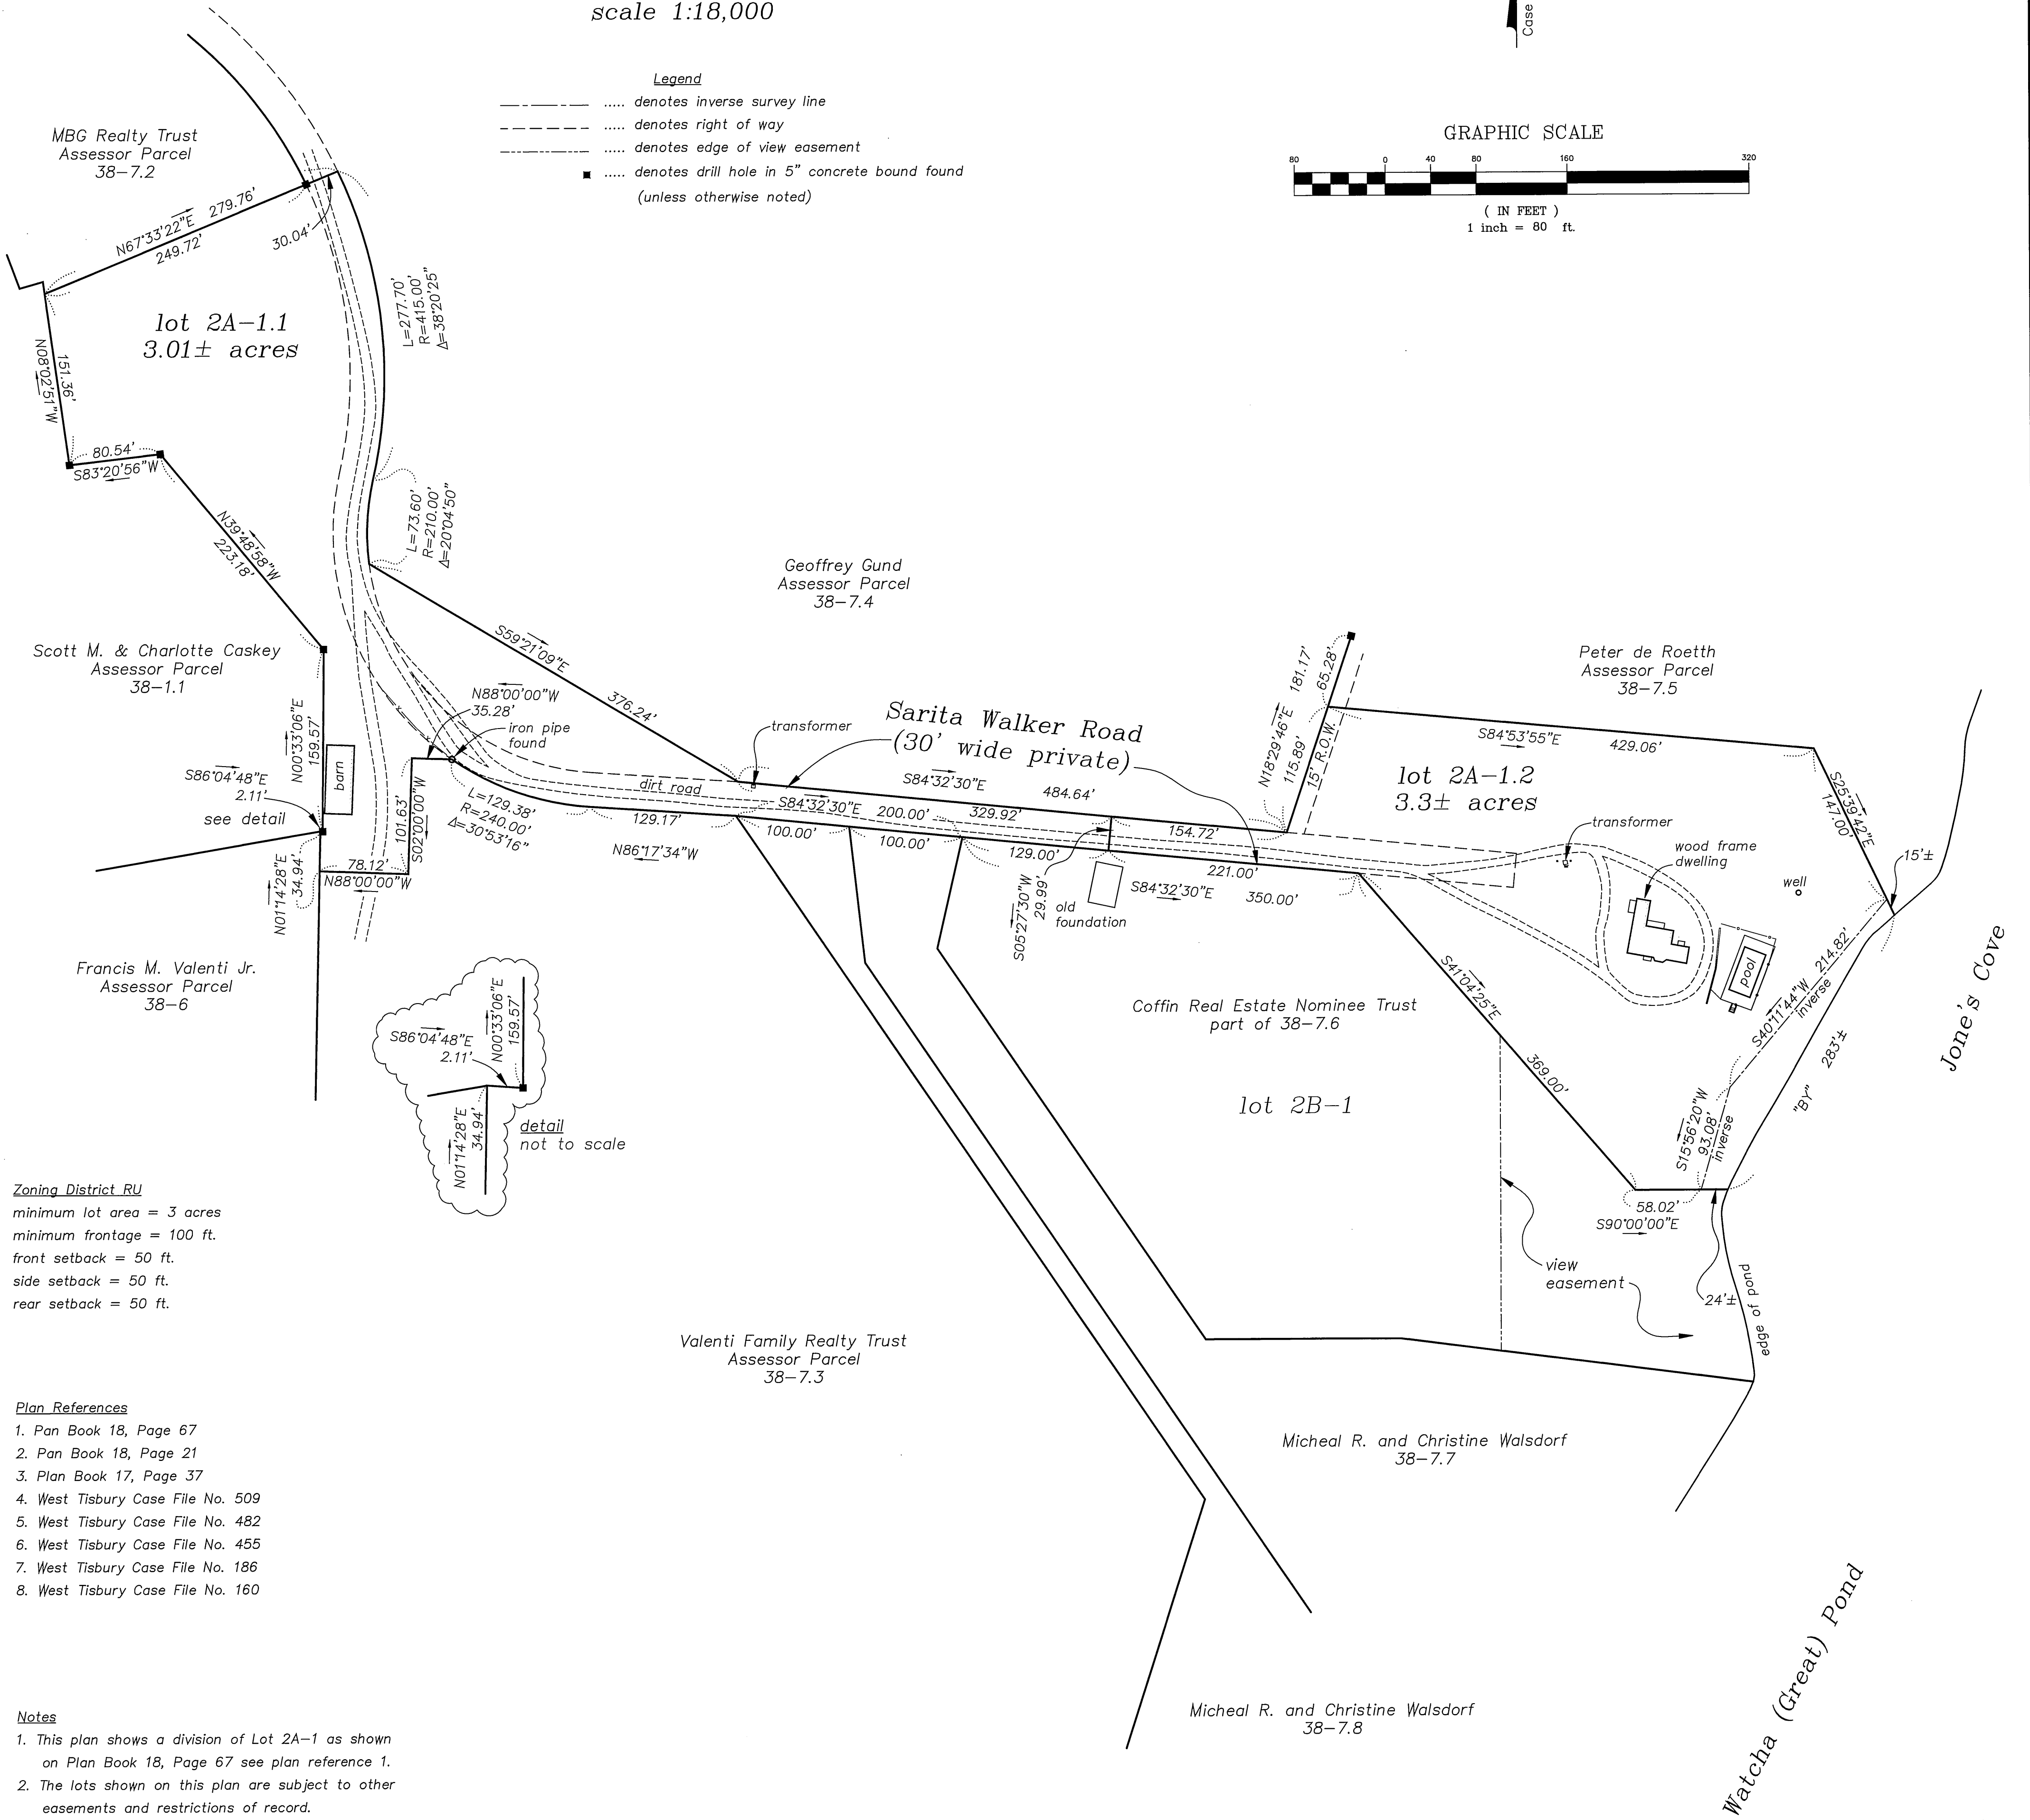 scale 1:18,000
Case
Legend
..... denotes inverse survey line
..... denotes right of way
..... denotes edge of view easement
..... denotes drill hole in 5" concrete bound found
(unless otherwise noted)
GRAPHIC SCALE
80 0 40 80 160 320
( IN FEET )
1 inch = 80 ft.
MBG Realty Trust
Assessor Parcel
38-7.2
N67°33'22"E 279.76'
249.72'
30.04'
lot 2A-1.1
3.01± acres
L=277.70'
R=415.00'
Δ=38°20'25"
N08°02'51"W
151.36'
80.54'
S83°20'56"W
L=73.60'
R=210.00'
Δ=20°04'50"
N39°48'58"W
223.18'
Geoffrey Gund
Assessor Parcel
38-7.4
Scott M. & Charlotte Caskey
Assessor Parcel
38-1.1
S59°21'09"E
376.24'
N88°00'00"W
35.28'
iron pipe
found
N00°33'06"E
159.57'
barn
S86°04'48"E
2.11'
see detail
N01°14'28"E
34.94'
78.12'
N88°00'00"W
101.63'
S02°00'00"W
L=129.38'
R=240.00'
Δ=30°53'16"
dirt road
129.17'
N86°17'34"W
transformer
Sarita Walker Road
(30' wide private)
S84°32'30"E
484.64'
S84°32'30"E
200.00'
329.92'
154.72'
100.00'
100.00'
129.00'
221.00'
S84°32'30"E
350.00'
S05°27'30"W
29.99'
old
foundation
N18°29'46"E 181.17'
115.89'
65.28'
15' R.O.W.
Peter de Roetth
Assessor Parcel
38-7.5
S84°53'55"E
429.06'
lot 2A-1.2
3.3± acres
S25°39'42"E
147.00'
transformer
wood frame
dwelling
well
15'±
pool
S40°11'44"W 214.82'
inverse
283'±
"BY"
S15°56'20"W
93.08'
inverse
Jone's Cove
S41°04'25"E
369.00'
58.02'
S90°00'00"E
24'±
edge of pond
view
easement
Coffin Real Estate Nominee Trust
part of 38-7.6
lot 2B-1
Francis M. Valenti Jr.
Assessor Parcel
38-6
S86°04'48"E
2.11'
N00°33'06"E
159.57'
N01°14'28"E
34.94'
detail
not to scale
Zoning District RU
minimum lot area = 3 acres
minimum frontage = 100 ft.
front setback = 50 ft.
side setback = 50 ft.
rear setback = 50 ft.
Valenti Family Realty Trust
Assessor Parcel
38-7.3
Micheal R. and Christine Walsdorf
38-7.7
Plan References
1. Pan Book 18, Page 67
2. Pan Book 18, Page 21
3. Plan Book 17, Page 37
4. West Tisbury Case File No. 509
5. West Tisbury Case File No. 482
6. West Tisbury Case File No. 455
7. West Tisbury Case File No. 186
8. West Tisbury Case File No. 160
Micheal R. and Christine Walsdorf
38-7.8
Watcha (Great) Pond
Notes
1. This plan shows a division of Lot 2A-1 as shown
on Plan Book 18, Page 67 see plan reference 1.
2. The lots shown on this plan are subject to other
easements and restrictions of record.